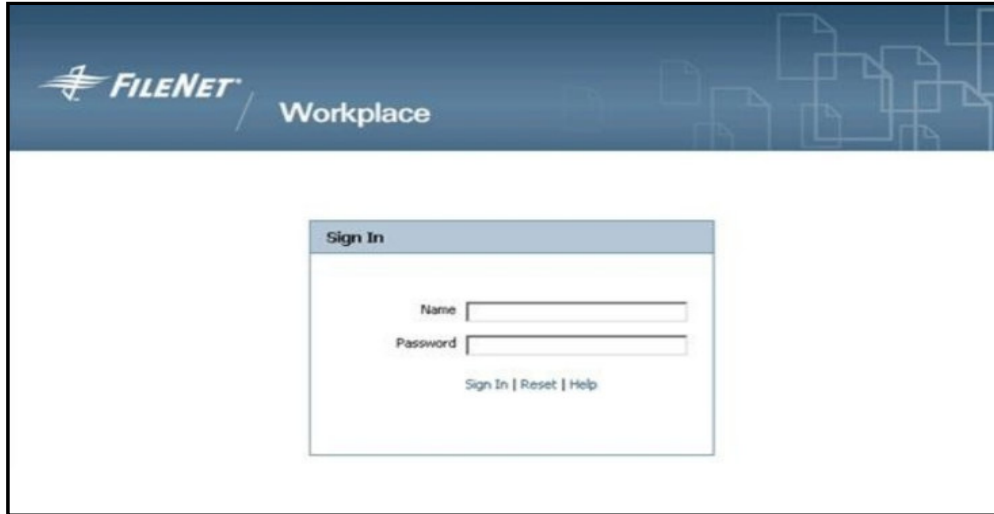 FILENET
Workplace
Sign In
Name
Password
Sign In | Reset | Help